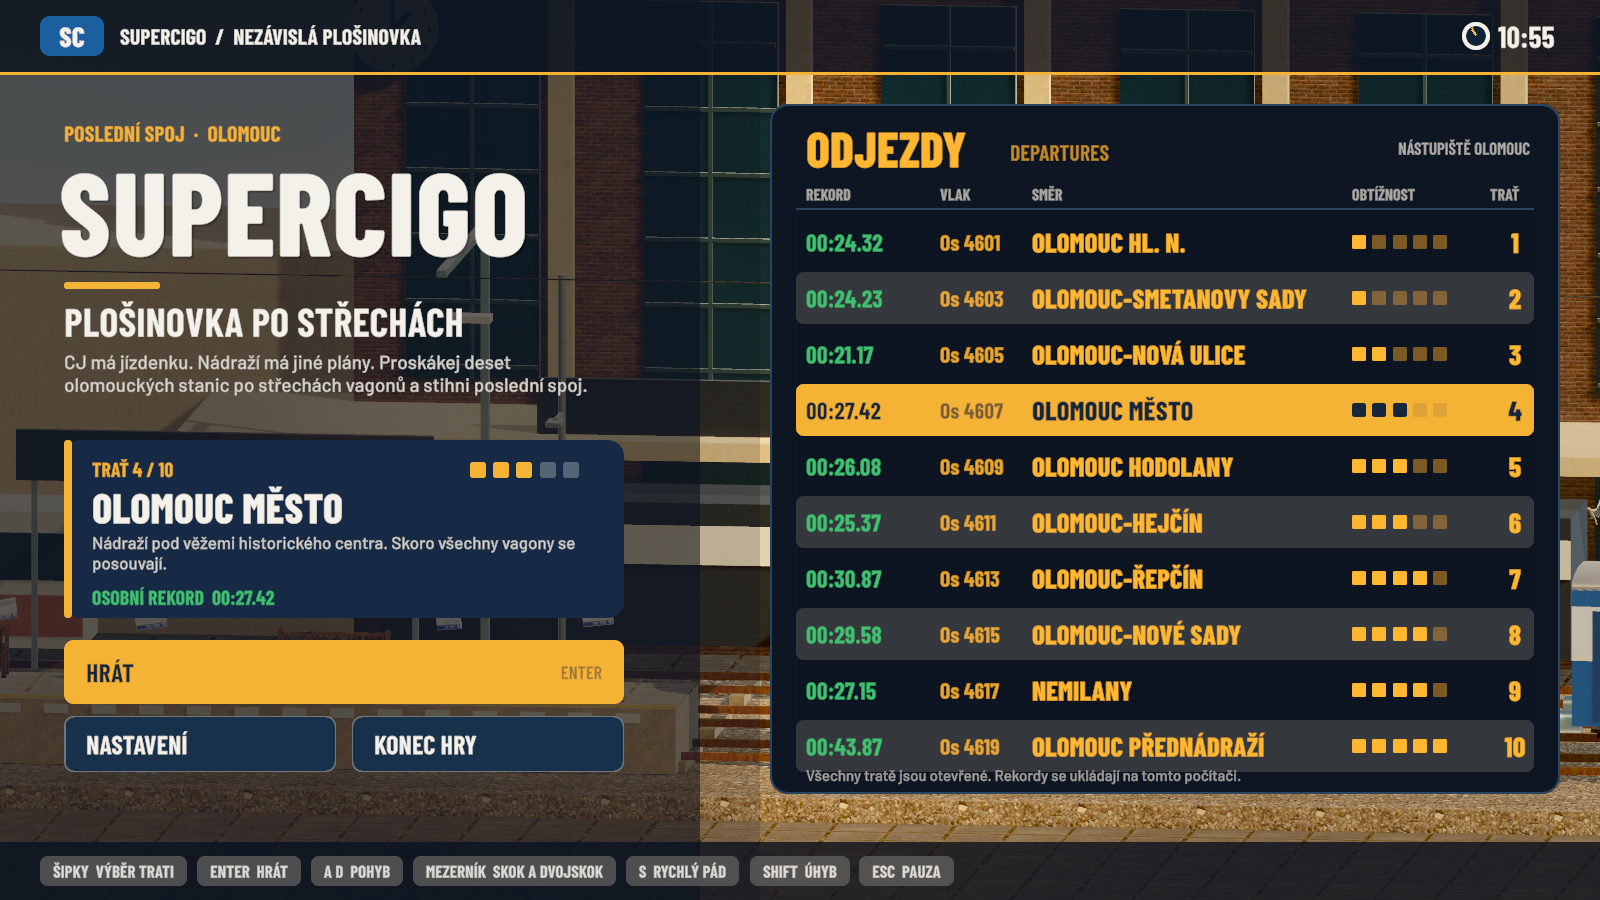 SC SUPERCIGO / NEZÁVISLÁ PLOŠINOVKA 10:55
POSLEDNÍ SPOJ · OLOMOUC
SUPERCIGO
PLOŠINOVKA PO STŘECHÁCH
CJ má jízdenku. Nádraží má jiné plány. Proskákej deset
olomouckých stanic po střechách vagonů a stihni poslední spoj.
TRAŤ 4 / 10
OLOMOUC MĚSTO
Nádraží pod věžemi historického centra. Skoro všechny vagony se
posouvají.
OSOBNÍ REKORD 00:27.42
HRÁT ENTER
NASTAVENÍ KONEC HRY
ODJEZDY DEPARTURES NÁSTUPIŠTĚ OLOMOUC
REKORD VLAK SMĚR OBTÍŽNOST TRAŤ
00:24.32 Os 4601 OLOMOUC HL. N. 1
00:24.23 Os 4603 OLOMOUC-SMETANOVY SADY 2
00:21.17 Os 4605 OLOMOUC-NOVÁ ULICE 3
00:27.42 Os 4607 OLOMOUC MĚSTO 4
00:26.08 Os 4609 OLOMOUC HODOLANY 5
00:25.37 Os 4611 OLOMOUC-HEJČÍN 6
00:30.87 Os 4613 OLOMOUC-ŘEPČÍN 7
00:29.58 Os 4615 OLOMOUC-NOVÉ SADY 8
00:27.15 Os 4617 NEMILANY 9
00:43.87 Os 4619 OLOMOUC PŘEDNÁDRAŽÍ 10
Všechny tratě jsou otevřené. Rekordy se ukládají na tomto počítači.
ŠIPKY VÝBĚR TRATI ENTER HRÁT A D POHYB MEZERNÍK SKOK A DVOJSKOK S RYCHLÝ PÁD SHIFT ÚHYB ESC PAUZA